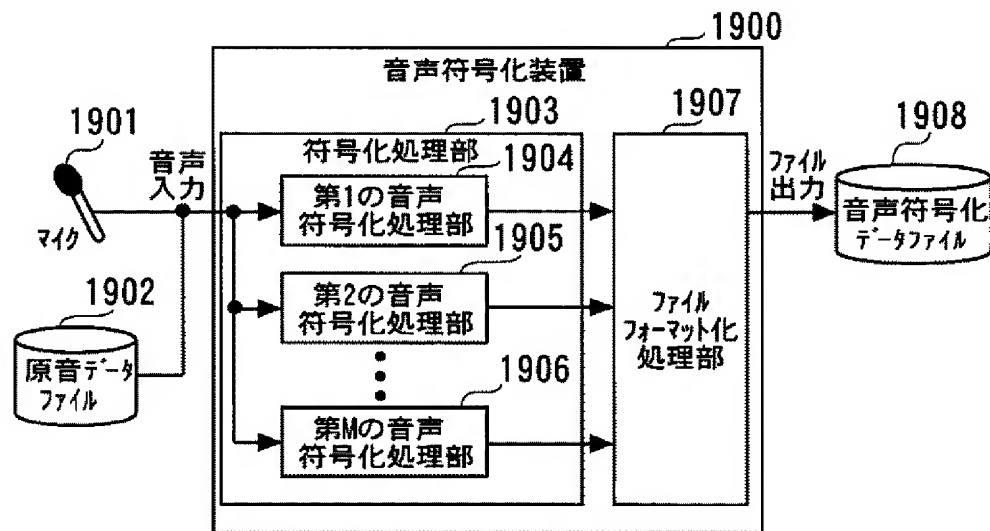 1900
音声符号化装置
1901
音声
入力
マイク
1902
原音データ
ファイル
1903
符号化処理部
1904
第1の音声
符号化処理部
1905
第2の音声
符号化処理部
1906
第Mの音声
符号化処理部
1907
ファイル
フォーマット化
処理部
ファイル
出力
1908
音声符号化
データファイル